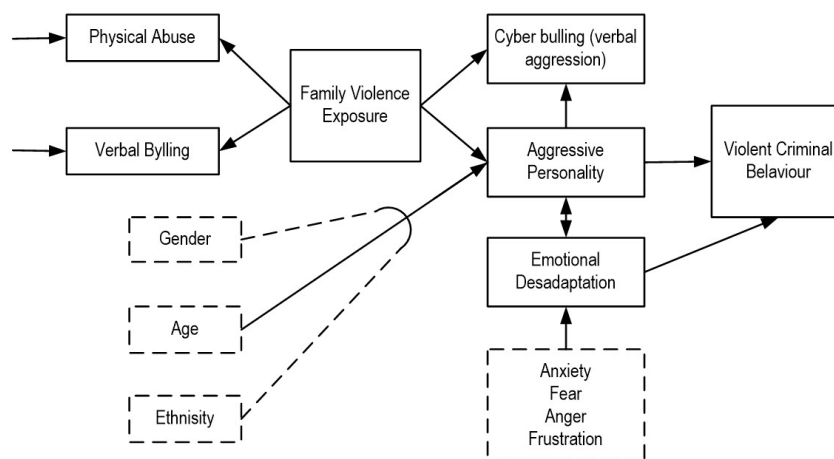 Physical Abuse
Verbal Bylling
Family Violence
Exposure
Cyber bulling (verbal
aggression)
Aggressive
Personality
Violent Criminal
Belaviour
Gender
Age
Ethnisity
Emotional
Desadaptation
Anxiety
Fear
Anger
Frustration